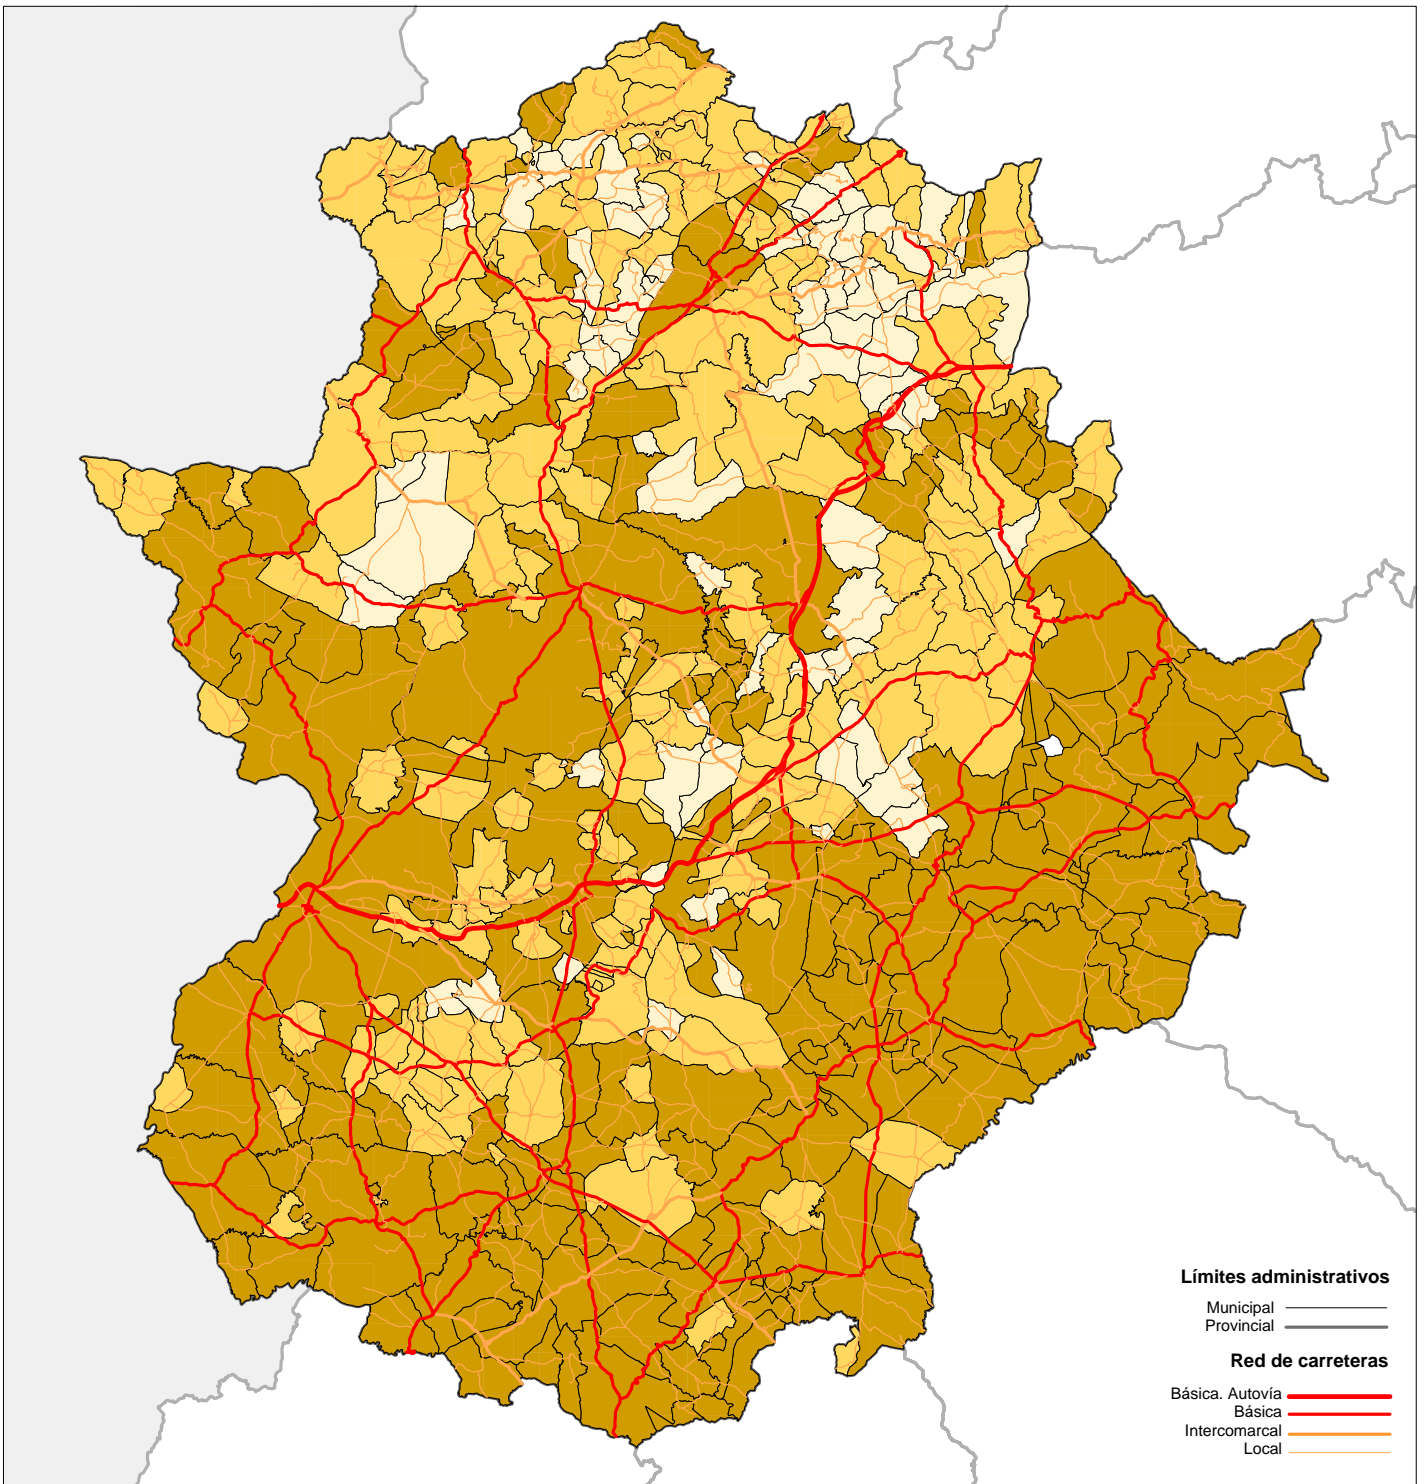 Límites administrativos
Municipal
Provincial
Red de carreteras
Básica. Autovía
Básica
Intercomarcal
Local